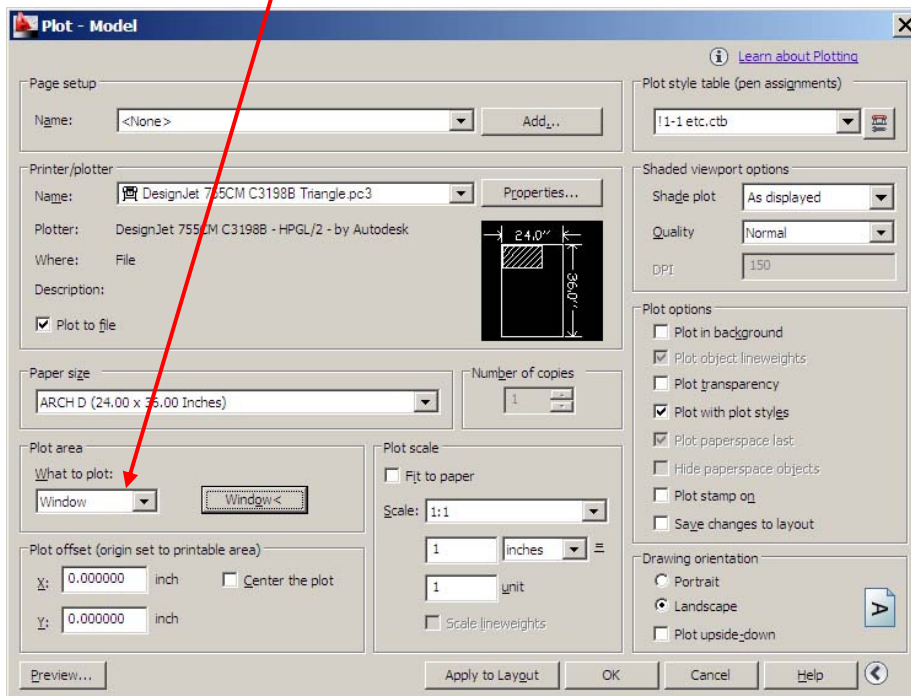 Plot - Model
Learn about Plotting
Page setup
Name:
<None>
Add...
Plot style table (pen assignments)
!1-1 etc.ctb
Printer/plotter
Name:
DesignJet 755CM C3198B Triangle.pc3
Properties...
Plotter:
DesignJet 755CM C3198B - HPGL/2 - by Autodesk
Where:
File
Description:
Plot to file
24.0’’
36.0’’
Shaded viewport options
Shade plot
As displayed
Quality
Normal
DPI
150
Paper size
ARCH D (24.00 x 36.00 Inches)
Number of copies
1
Plot options
Plot in background
Plot object lineweights
Plot transparency
Plot with plot styles
Plot paperspace last
Hide paperspace objects
Plot stamp on
Save changes to layout
Plot area
What to plot:
Window
Window<
Plot scale
Fit to paper
Scale:
1:1
1
inches
=
1
unit
Scale lineweights
Plot offset (origin set to printable area)
X:
0.000000
inch
Center the plot
Y:
0.000000
inch
Drawing orientation
Portrait
Landscape
Plot upside-down
A
Preview...
Apply to Layout
OK
Cancel
Help